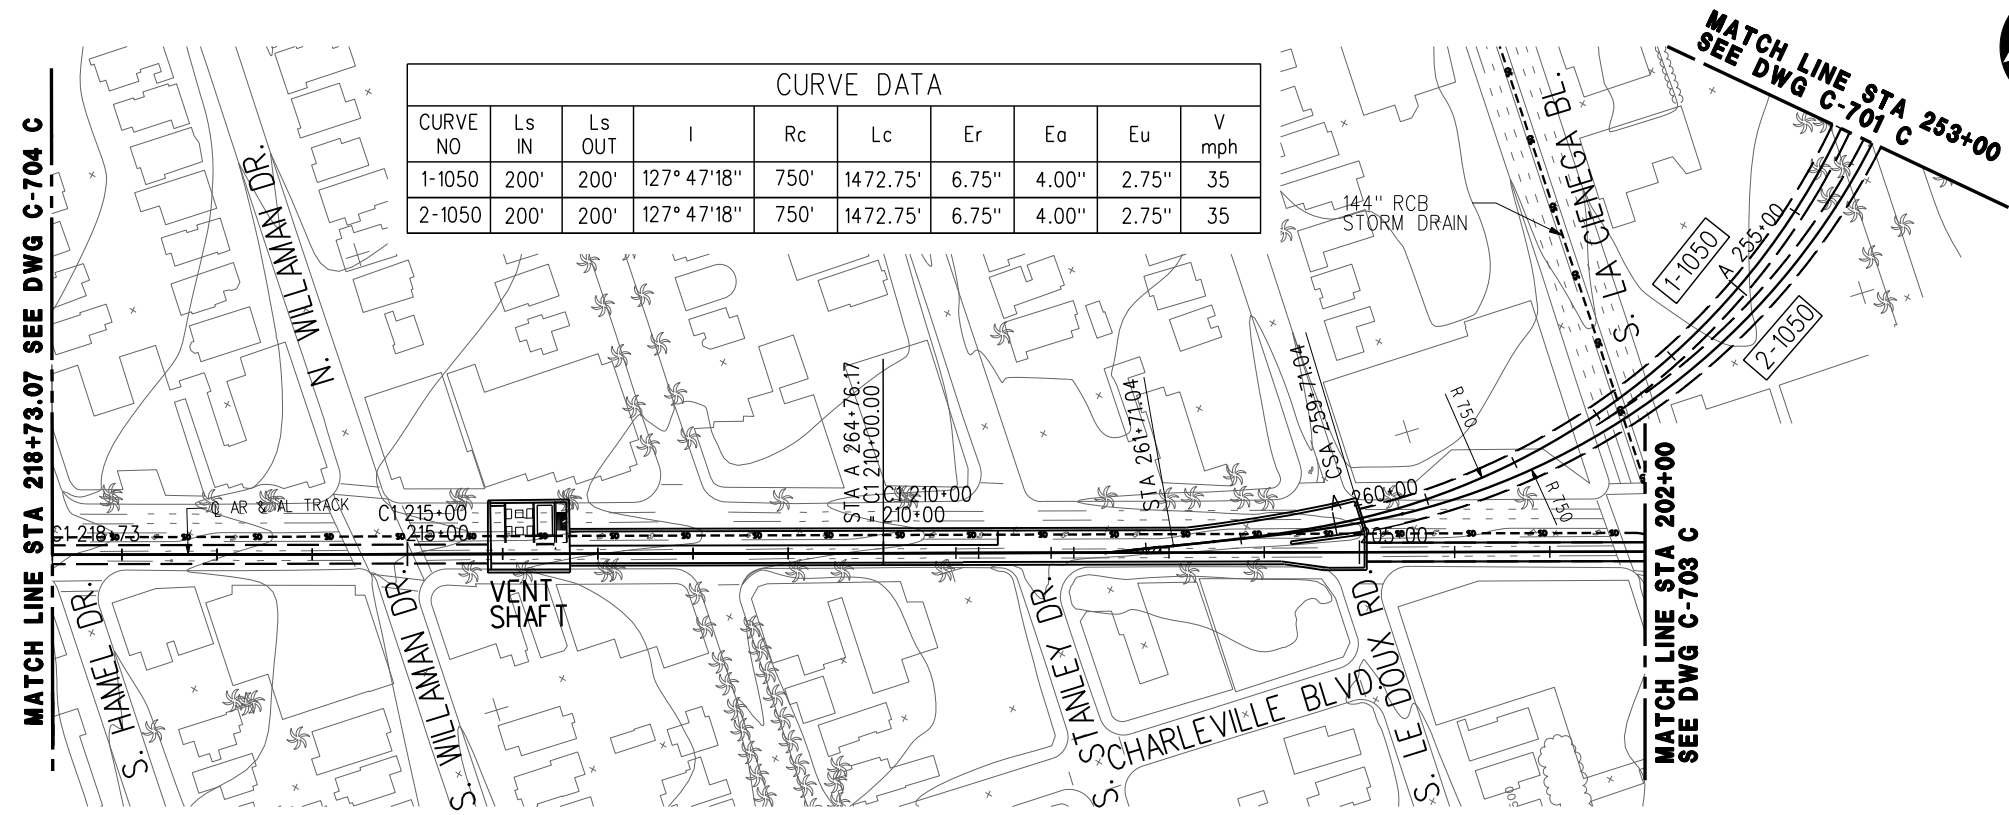 CURVE DATA
CURVE NO Ls IN Ls OUT I Rc Lc Er Ea Eu V mph
1-1050 200' 200' 127° 47'18" 750' 1472.75' 6.75" 4.00" 2.75" 35
2-1050 200' 200' 127° 47'18" 750' 1472.75' 6.75" 4.00" 2.75" 35
MATCH LINE STA 253+00
SEE DWG C-701 C
MATCH LINE STA 218+73.07 SEE DWG C-704 C
N. WILLAMAN DR.
144" RCB
STORM DRAIN
S. LA CIENEGA BL.
1-1050
A 255+00
2-1050
R 750
R 750
STA A 264+76.17
= C1 210+00.00
C1 210+00
210+00
STA 261+71.04
CSA 259+71.04
260+00
205+00
AR & AL TRACK
C1 218+73
C1 215+00
215+00
VENT
SHAFT
S. HAMEL DR.
S. WILLAMAN DR.
S. STANLEY DR.
CHARLEVILLE BLVD.
S. LE DOUX RD.
MATCH LINE STA 202+00
SEE DWG C-703 C